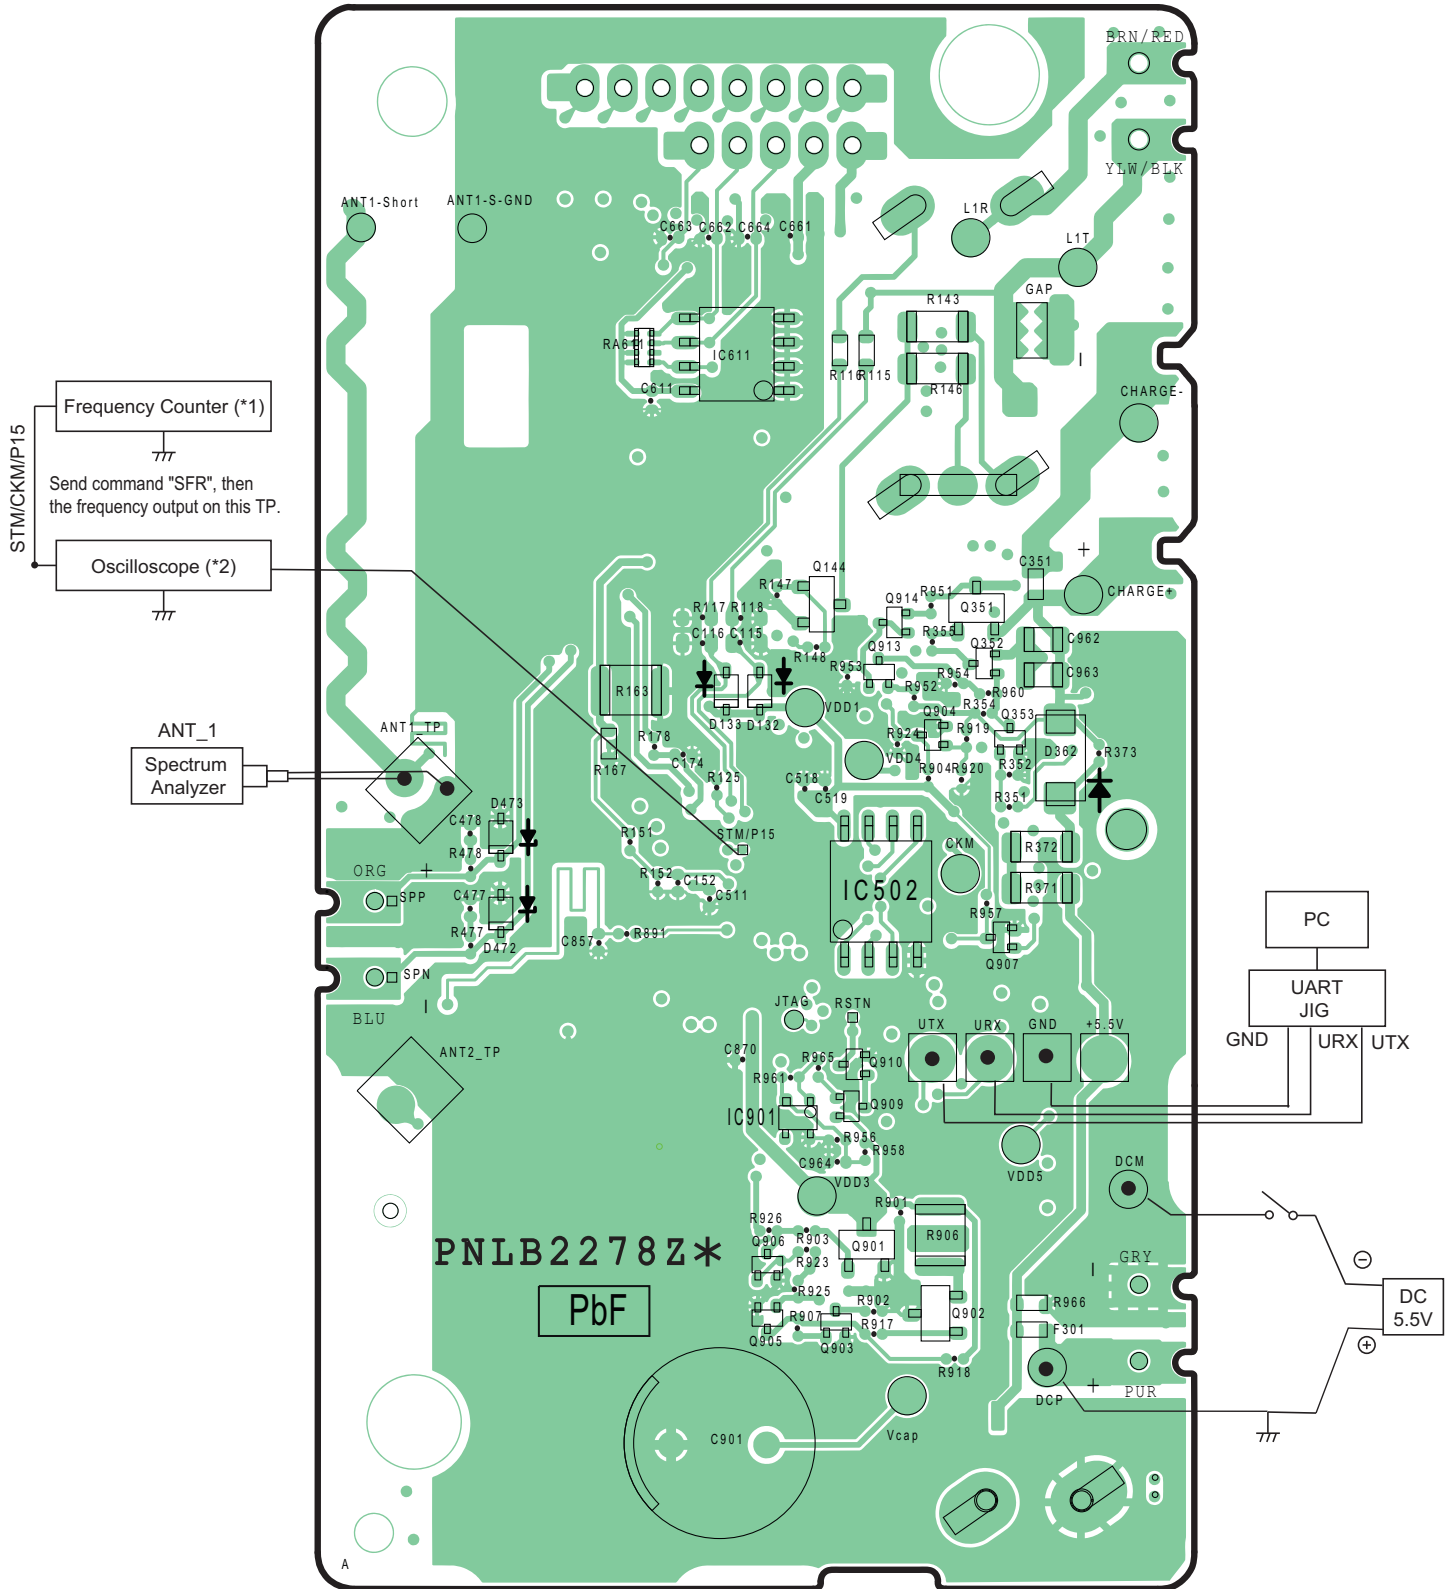 BRN/RED
YLW/BLK
ANT1-Short
ANT1-S-GND
L1R
C663
C662
C664
C661
L1T
GAP
R143
RA611
IC611
R116
R115
R146
C611
CHARGE-
Frequency Counter (*1)
STM/CKM/P15
Send command "SFR", then
the frequency output on this TP.
Oscilloscope (*2)
+
C351
Q144
R147
CHARGE+
Q914
R951
Q351
R117
R118
C116
C115
R355
Q352
C962
R148
Q913
R953
C963
R954
R163
R952
R960
VDD1
R354
Q904
Q353
D133
D132
ANT_1
ANT1_TP
R178
R924
R919
D362
R373
Spectrum
Analyzer
R167
C174
VDD4
R352
R904
R920
R125
C518
C519
R351
D473
C478
R151
STM/P15
CKM
R372
R478
ORG
+
IC502
R371
R152
C152
C511
C477
SPP
R957
PC
R477
R891
D472
C857
Q907
SPN
UART
JIG
JTAG
RSTN
BLU
UTX
URX
GND
+5.5V
GND
URX
UTX
ANT2_TP
C870
R965
Q910
R961
Q909
IC901
R956
R958
C964
DCM
VDD5
VDD3
R901
R926
R903
R906
Q906
Q901
PNLB2278Z*
R923
GRY
−
R925
PbF
R902
R966
DC
5.5V
R907
R917
Q902
F301
Q905
Q903
+
R918
DCP
+
PUR
C901
Vcap
A